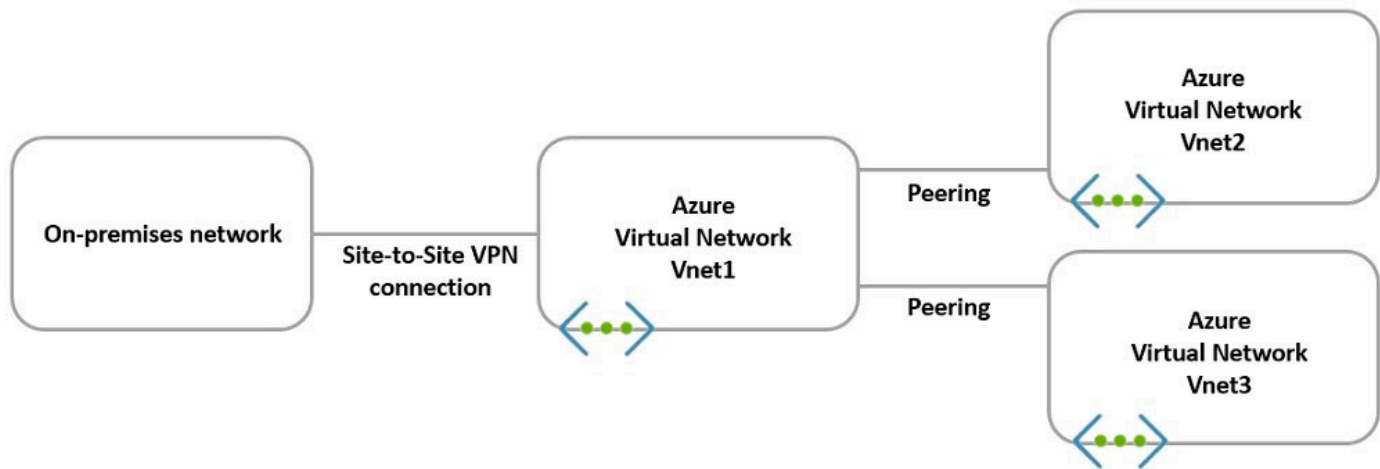 On-premises network
Site-to-Site VPN
connection
Azure
Virtual Network
Vnet1
Peering
Peering
Azure
Virtual Network
Vnet2
Azure
Virtual Network
Vnet3